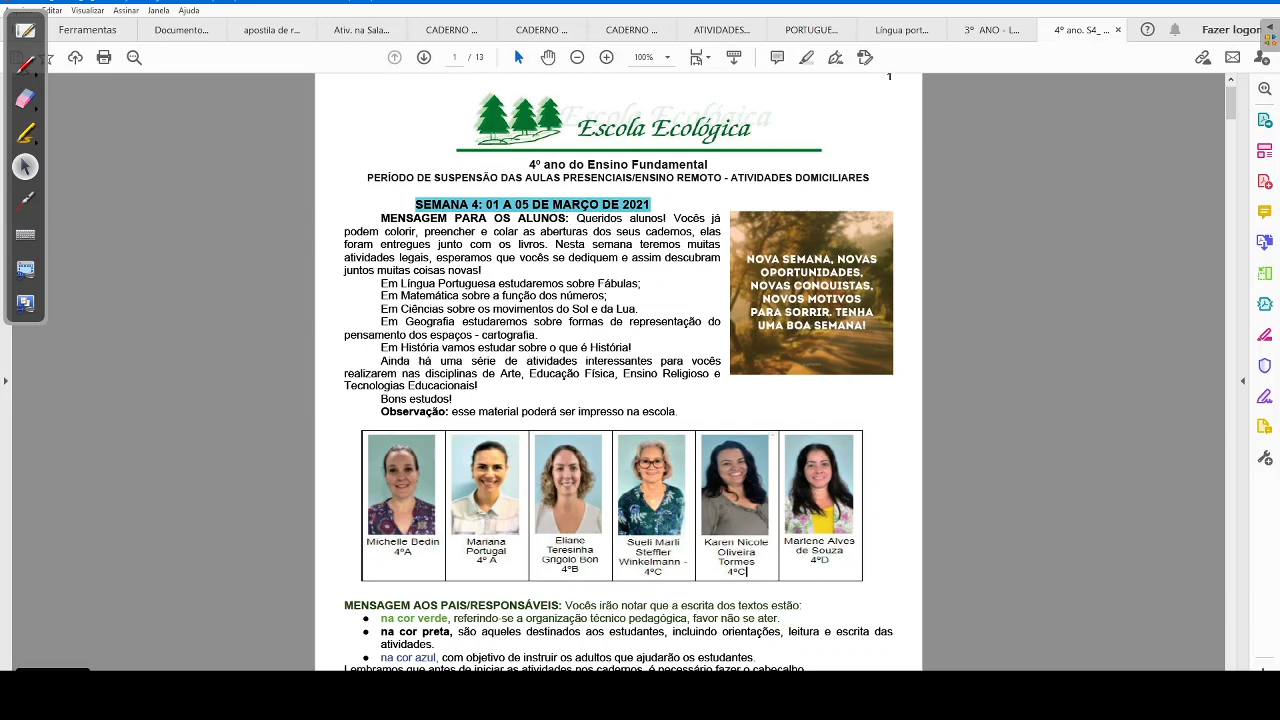 Editar Visualizar Assinar Janela Ajuda
Ferramentas Documento... apostila de r... Ativ. na Sala... CADERNO ... CADERNO ... CADERNO ... ATIVIDADES... PORTUGUE... Língua port... 3º ANO - L... 4º ano. S4_ ... × Fazer logon
1 / 13 100%
1
Escola Ecológica
4º ano do Ensino Fundamental
PERÍODO DE SUSPENSÃO DAS AULAS PRESENCIAIS/ENSINO REMOTO - ATIVIDADES DOMICILIARES
SEMANA 4: 01 A 05 DE MARÇO DE 2021
MENSAGEM PARA OS ALUNOS: Queridos alunos! Vocês já
podem colorir, preencher e colar as aberturas dos seus cadernos, elas
foram entregues junto com os livros. Nesta semana teremos muitas
atividades legais, esperamos que vocês se dediquem e assim descubram
juntos muitas coisas novas!
Em Língua Portuguesa estudaremos sobre Fábulas;
Em Matemática sobre a função dos números;
Em Ciências sobre os movimentos do Sol e da Lua.
Em Geografia estudaremos sobre formas de representação do
pensamento dos espaços - cartografia.
Em História vamos estudar sobre o que é História!
Ainda há uma série de atividades interessantes para vocês
realizarem nas disciplinas de Arte, Educação Física, Ensino Religioso e
Tecnologias Educacionais!
Bons estudos!
Observação: esse material poderá ser impresso na escola.
NOVA SEMANA, NOVAS
OPORTUNIDADES,
NOVAS CONQUISTAS,
NOVOS MOTIVOS
PARA SORRIR. TENHA
UMA BOA SEMANA!
Michelle Bedin
4ºA
Mariana
Portugal
4º A
Eliane
Teresinha
Grigolo Bon
4ºB
Sueli Marli
Steffler
Winkelmann -
4ºC
Karen Nicole
Oliveira
Tormes
4ºC
Marlene Alves
de Souza
4ºD
MENSAGEM AOS PAIS/RESPONSÁVEIS: Vocês irão notar que a escrita dos textos estão:
● na cor verde, referindo-se a organização técnico pedagógica, favor não se ater.
● na cor preta, são aqueles destinados aos estudantes, incluindo orientações, leitura e escrita das
atividades.
● na cor azul, com objetivo de instruir os adultos que ajudarão os estudantes.
Lembramos que antes de iniciar as atividades nos cadernos, é necessário fazer o cabeçalho